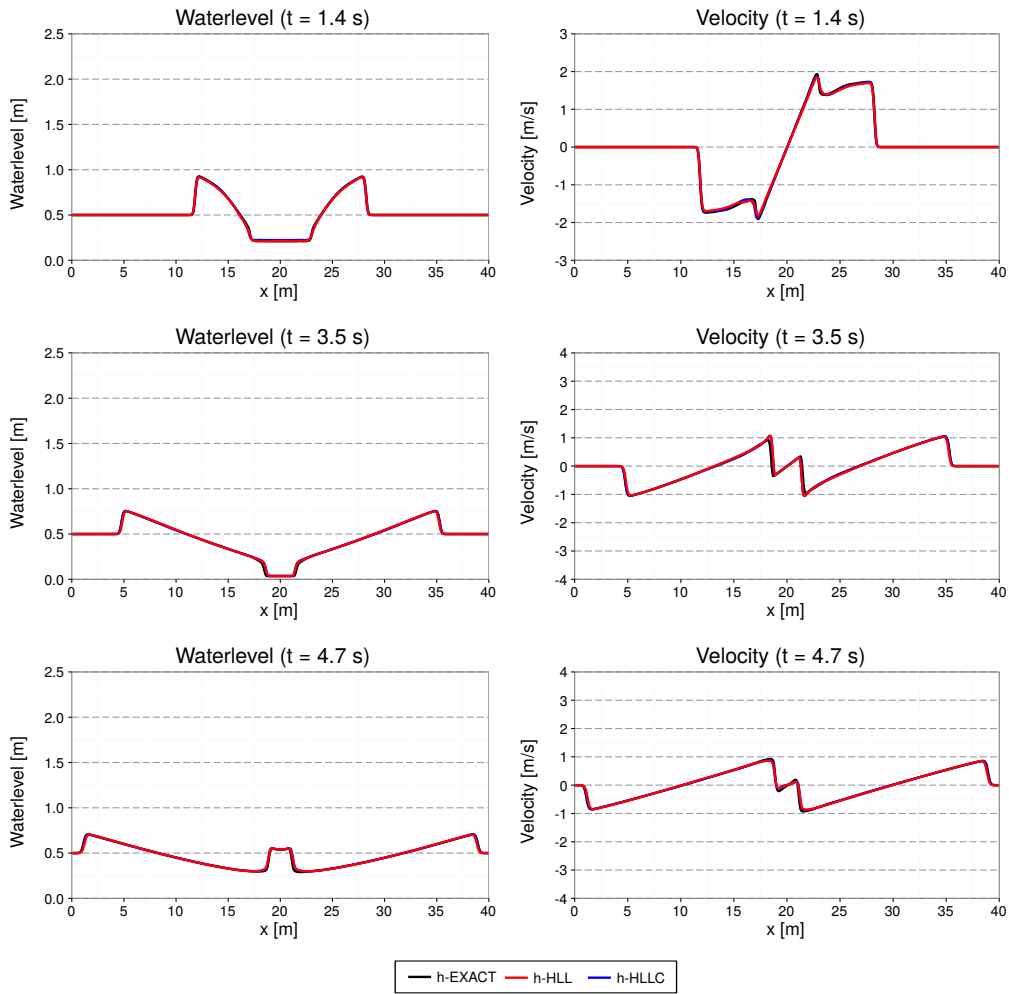 Waterlevel (t = 1.4 s)
Waterlevel [m]
2.5
2.0
1.5
1.0
0.5
0.0
0 5 10 15 20 25 30 35 40
x [m]
Velocity (t = 1.4 s)
Velocity [m/s]
3
2
1
0
-1
-2
-3
0 5 10 15 20 25 30 35 40
x [m]
Waterlevel (t = 3.5 s)
Waterlevel [m]
2.5
2.0
1.5
1.0
0.5
0.0
0 5 10 15 20 25 30 35 40
x [m]
Velocity (t = 3.5 s)
Velocity [m/s]
4
3
2
1
0
-1
-2
-3
-4
0 5 10 15 20 25 30 35 40
x [m]
Waterlevel (t = 4.7 s)
Waterlevel [m]
2.5
2.0
1.5
1.0
0.5
0.0
0 5 10 15 20 25 30 35 40
x [m]
Velocity (t = 4.7 s)
Velocity [m/s]
4
3
2
1
0
-1
-2
-3
-4
0 5 10 15 20 25 30 35 40
x [m]
h-EXACT h-HLL h-HLLC